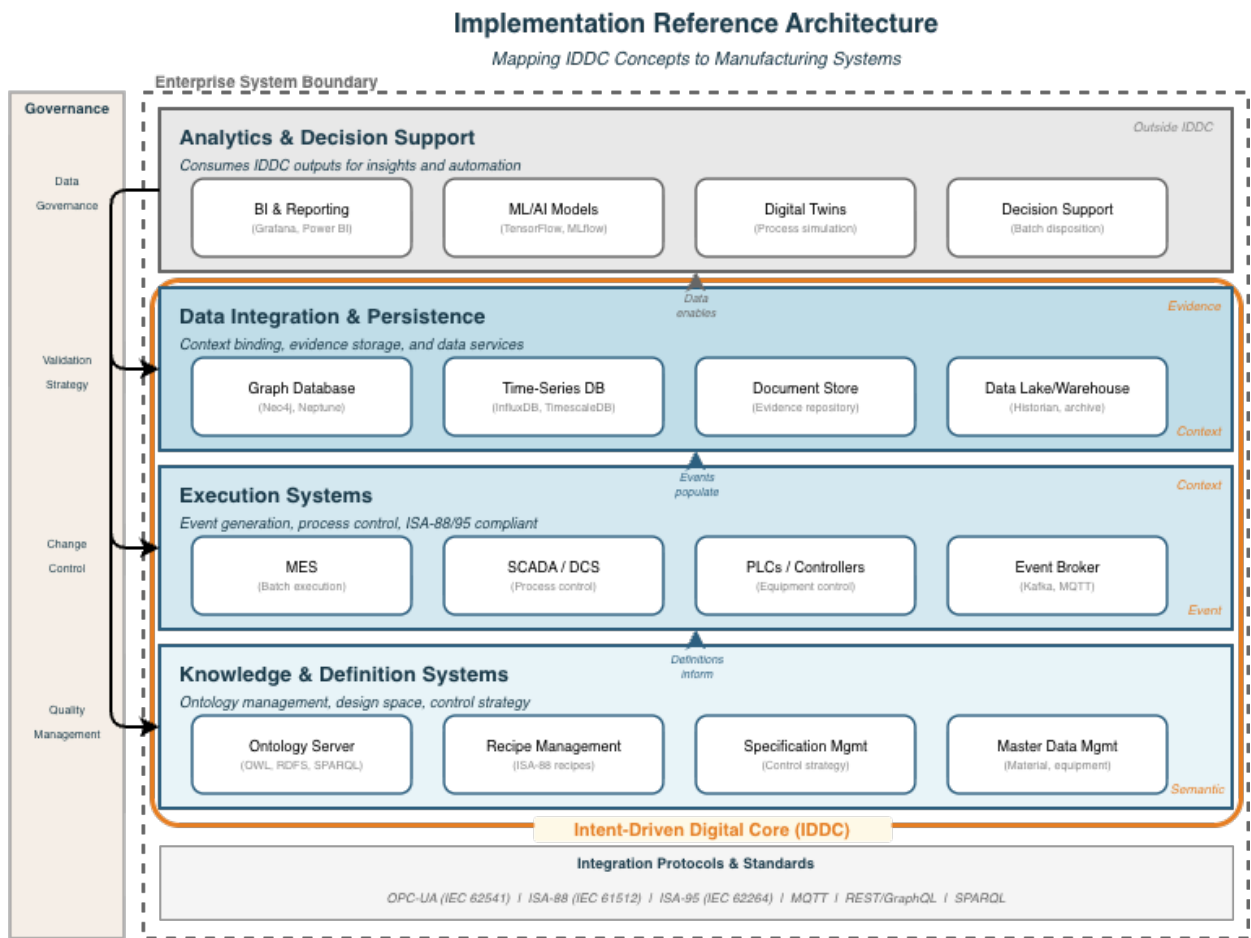 Implementation Reference Architecture
Mapping IDDC Concepts to Manufacturing Systems
Enterprise System Boundary
Governance
Data
Governance
Validation
Strategy
Change
Control
Quality
Management
Analytics & Decision Support
Outside IDDC
Consumes IDDC outputs for insights and automation
BI & Reporting
(Grafana, Power BI)
ML/AI Models
(TensorFlow, MLflow)
Digital Twins
(Process simulation)
Decision Support
(Batch disposition)
Data
enables
Data Integration & Persistence
Evidence
Context binding, evidence storage, and data services
Graph Database
(Neo4j, Neptune)
Time-Series DB
(InfluxDB, TimescaleDB)
Document Store
(Evidence repository)
Data Lake/Warehouse
(Historian, archive)
Context
Events
populate
Execution Systems
Context
Event generation, process control, ISA-88/95 compliant
MES
(Batch execution)
SCADA / DCS
(Process control)
PLCs / Controllers
(Equipment control)
Event Broker
(Kafka, MQTT)
Event
Definitions
inform
Knowledge & Definition Systems
Ontology management, design space, control strategy
Ontology Server
(OWL, RDFS, SPARQL)
Recipe Management
(ISA-88 recipes)
Specification Mgmt
(Control strategy)
Master Data Mgmt
(Material, equipment)
Semantic
Intent-Driven Digital Core (IDDC)
Integration Protocols & Standards
OPC-UA (IEC 62541) | ISA-88 (IEC 61512) | ISA-95 (IEC 62264) | MQTT | REST/GraphQL | SPARQL